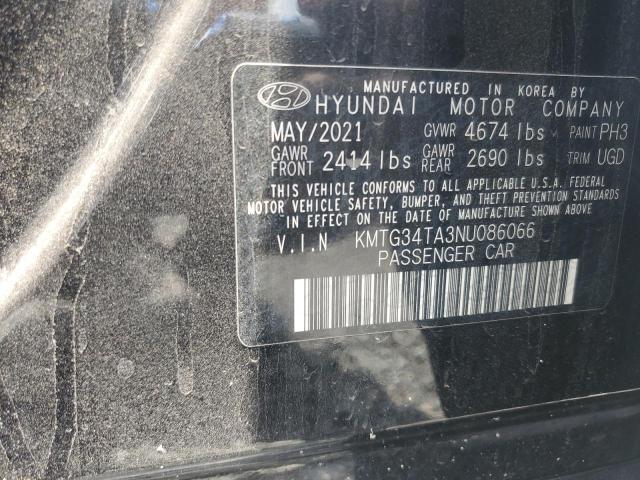 MANUFACTURED IN KOREA BY
HYUNDAI MOTOR COMPANY
MAY/2021 GVWR 4674 lbs PAINT PH3
GAWR FRONT 2414 lbs GAWR REAR 2690 lbs TRIM UGD
THIS VEHICLE CONFORMS TO ALL APPLICABLE U.S.A. FEDERAL
MOTOR VEHICLE SAFETY, BUMPER, AND THEFT PREVENTION STANDARDS
IN EFFECT ON THE DATE OF MANUFACTURE SHOWN ABOVE
V.I.N KMTG34TA3NU086066
PASSENGER CAR